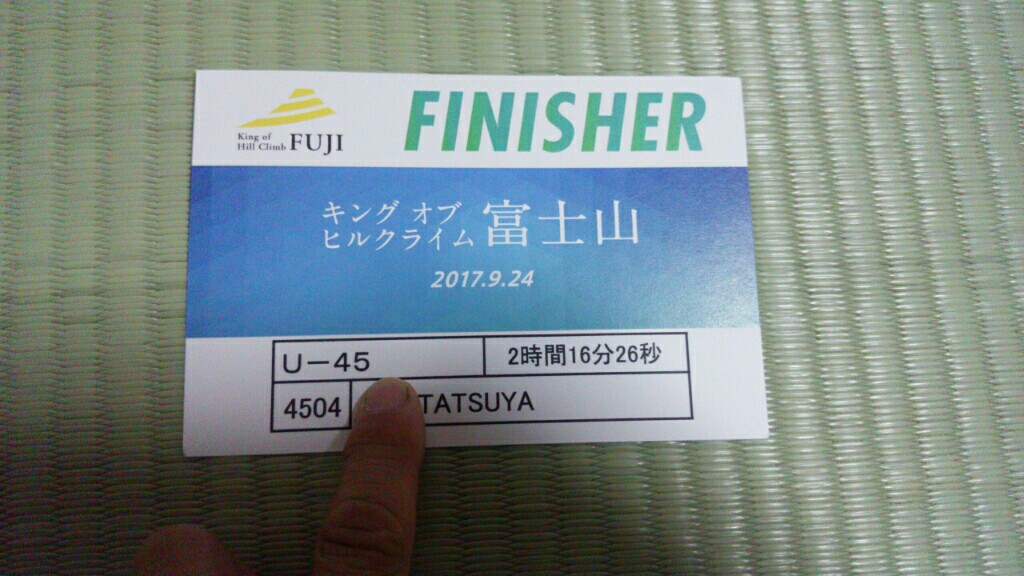 King of
Hill Climb FUJI
FINISHER
キング オブ
ヒルクライム 富士山
2017.9.24
U－45 2時間16分26秒
4504 TATSUYA